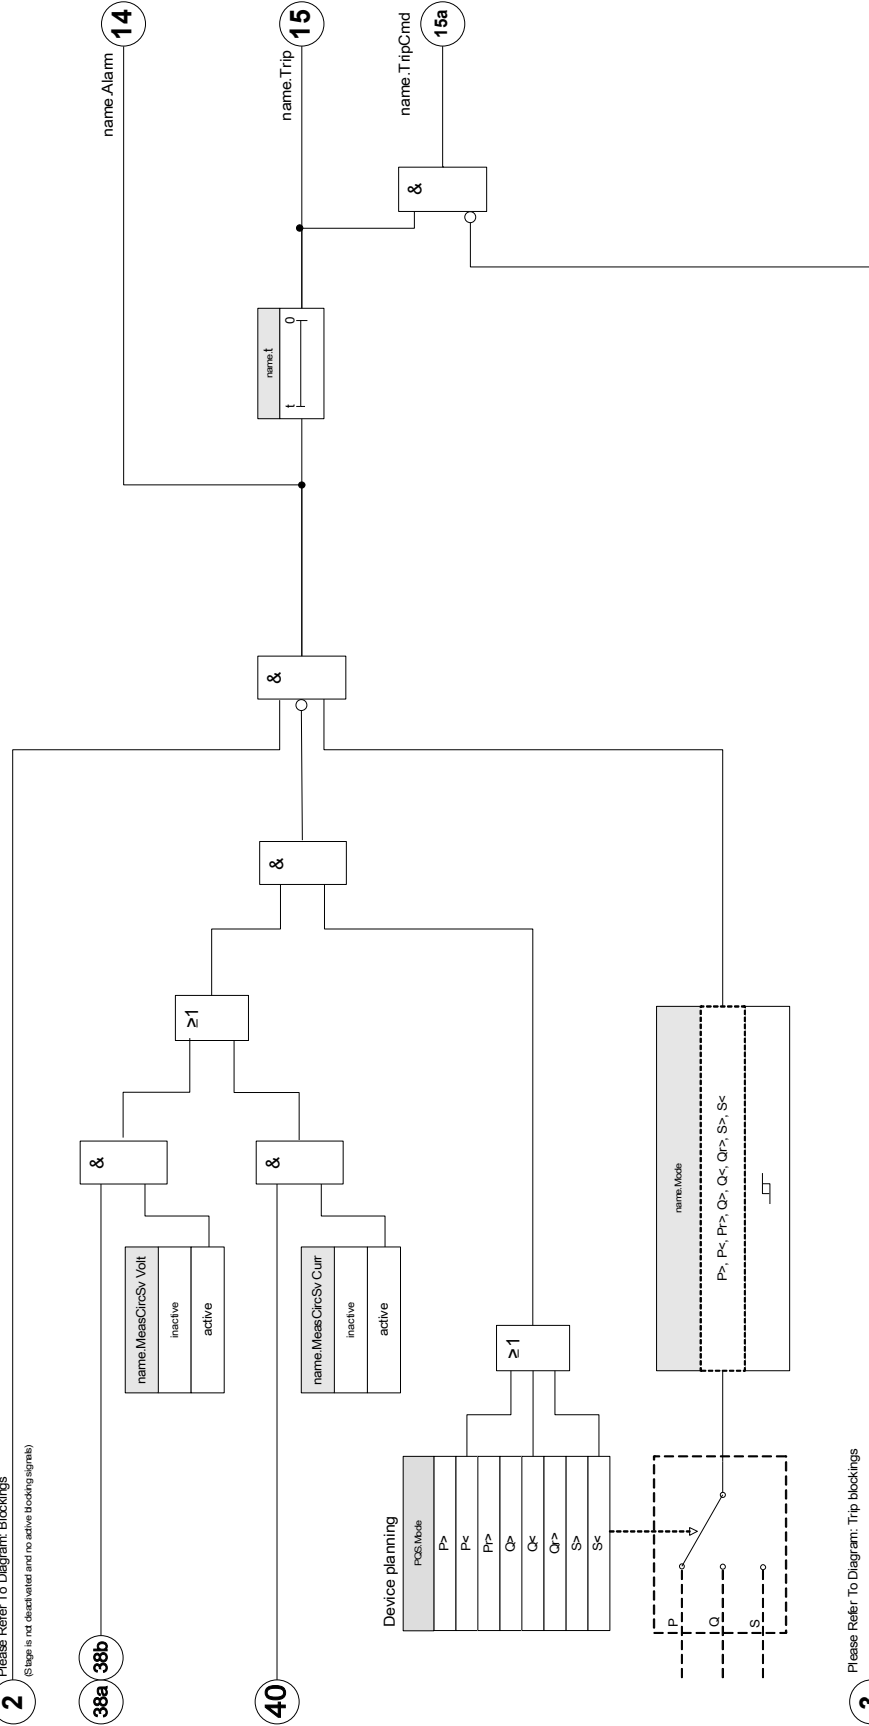 Please Refer To Diagram: Blockings
(Stage is not deactivated and no active blocking signals)
2
38a
38b
40
name.MeasCircSv Volt
inactive
active
name.MeasCircSv Curr
inactive
active
&
&
≥1
&
&
Device planning
PQS.Mode
P>
P<
Pr>
Q>
Q<
Qr>
S>
S<
≥1
P
Q
S
name.Mode
P>, P<, Pr>, Q>, Q<, Qr>, S>, S<
name.t
t
0
&
name.Alarm
14
name.Trip
15
name.TripCmd
15a
Please Refer To Diagram: Trip blockings
3